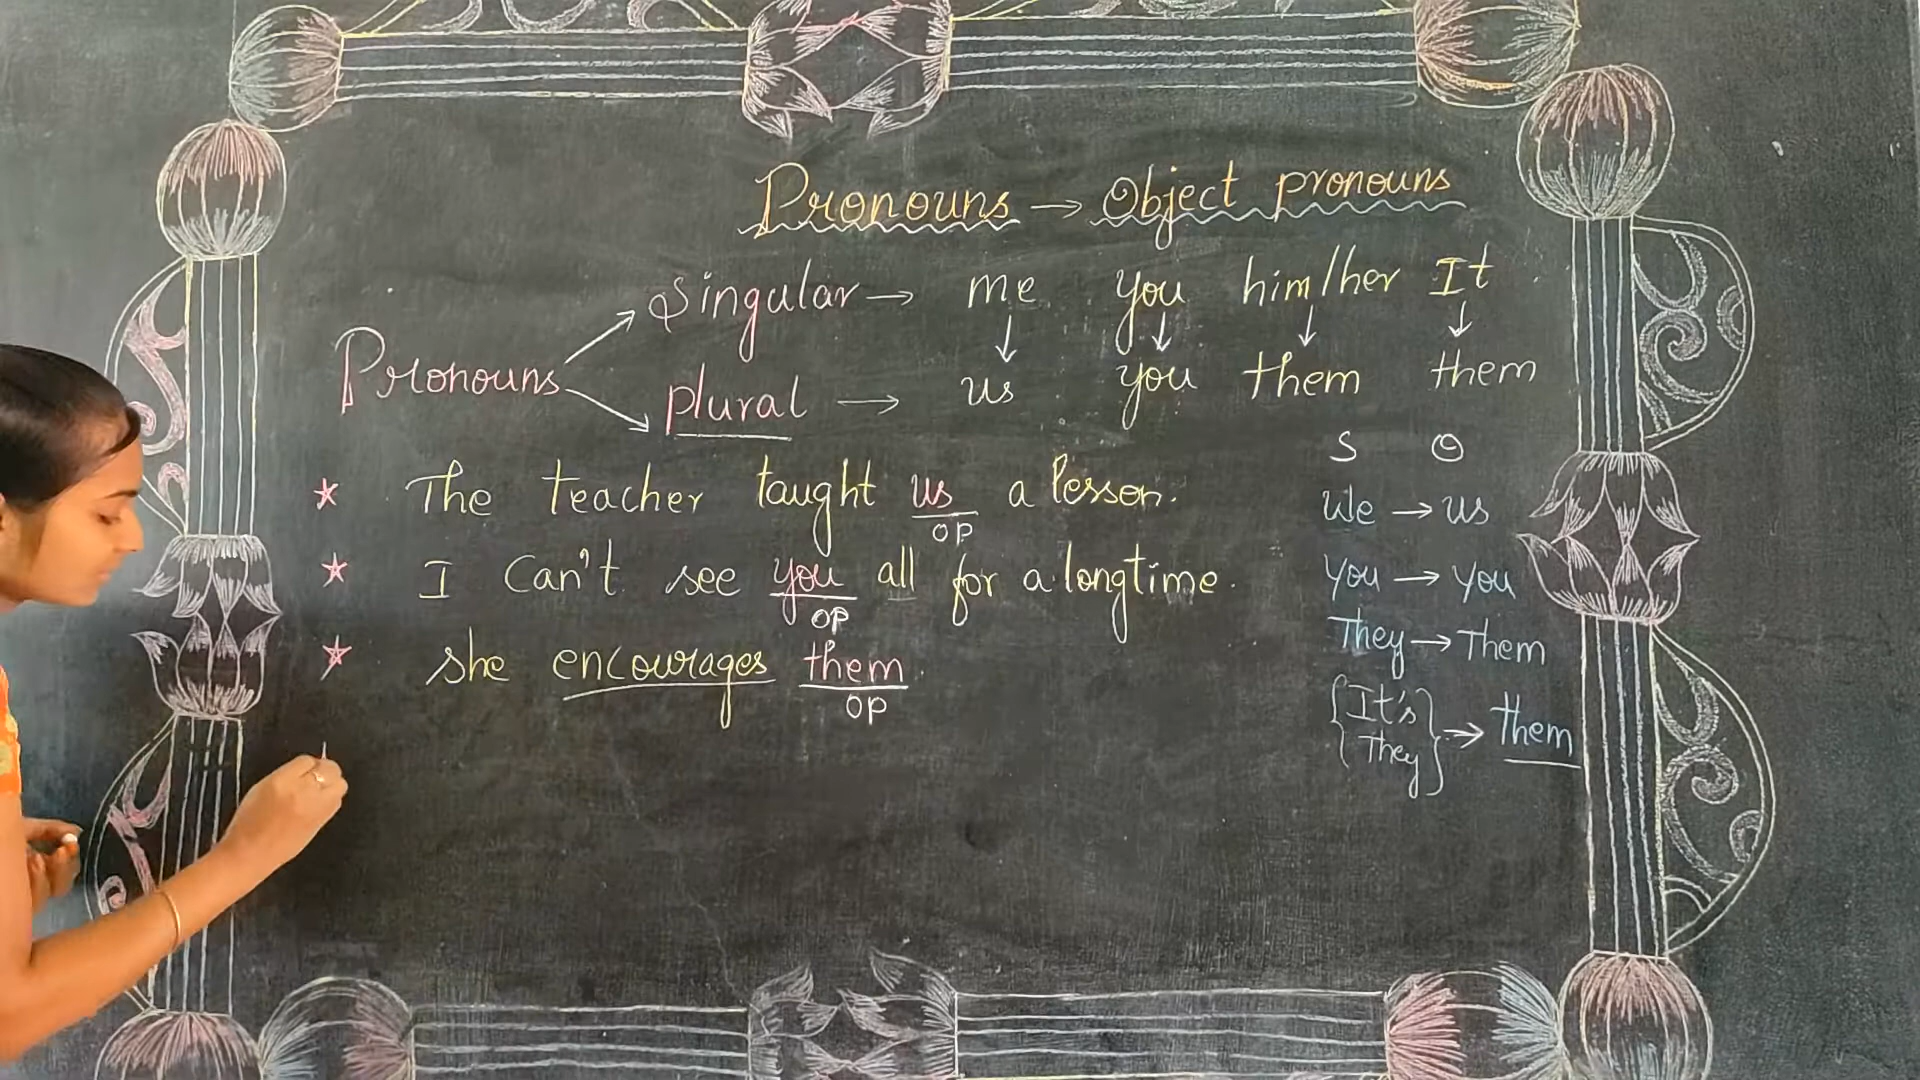 Pronouns → Object pronouns
Singular → me you him/her It
Pronouns
plural → us you them them
S O
The teacher taught us a lesson.
OP
We → us
I Can't see you all for a longtime.
OP
you → you
she encourages them.
OP
They → Them
{It's They} → them